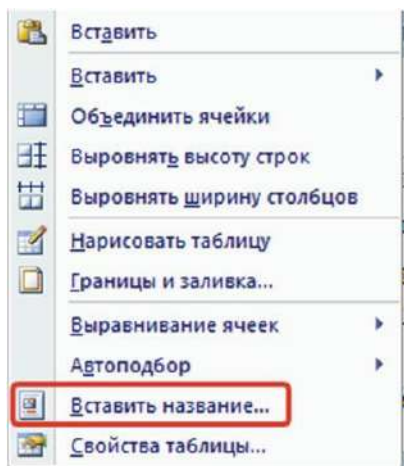 Вставить
Вставить
Объединить ячейки
Выровнять высоту строк
Выровнять ширину столбцов
Нарисовать таблицу
Границы и заливка...
Выравнивание ячеек
Автоподбор
Вставить название...
Свойства таблицы...